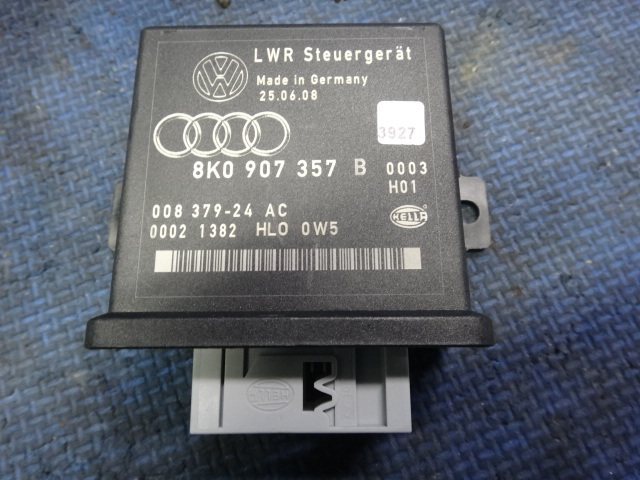 LWR Steuergerät
Made in Germany
25.06.08
3927
8K0 907 357 B 0003
H01
008 379-24 AC
0002 1382 HLO 0W5
HELLA
HELLA